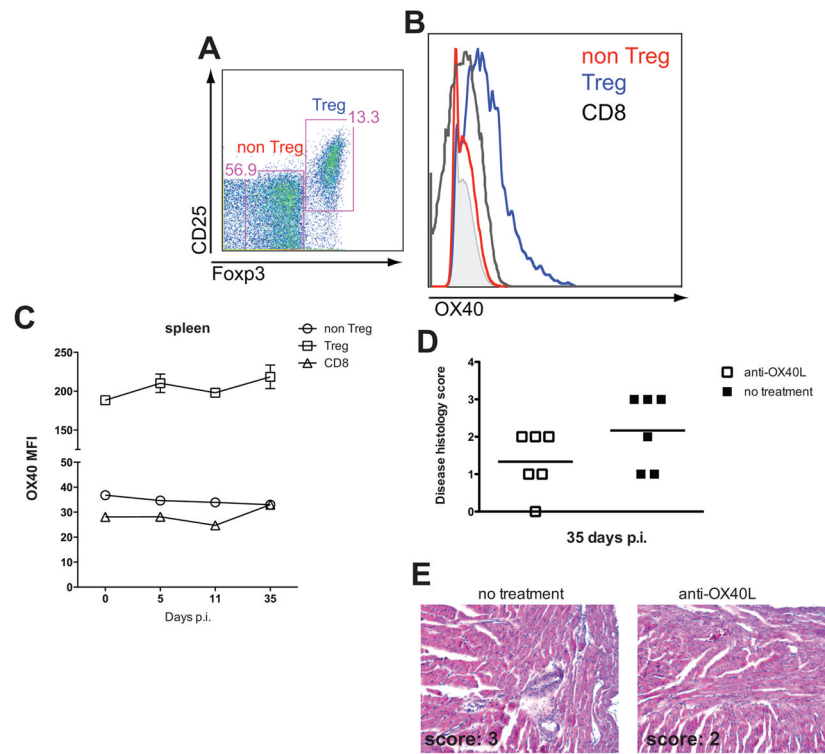 A
CD25
Treg
13.3
non Treg
56.9
Foxp3
B
non Treg
Treg
CD8
OX40
C
spleen
non Treg
Treg
CD8
OX40 MFI
250
200
150
100
50
40
30
20
10
0
0 5 11 35
Days p.i.
D
Disease histology score
4
3
2
1
0
anti-OX40L
no treatment
35 days p.i.
E
no treatment anti-OX40L
score: 3 score: 2